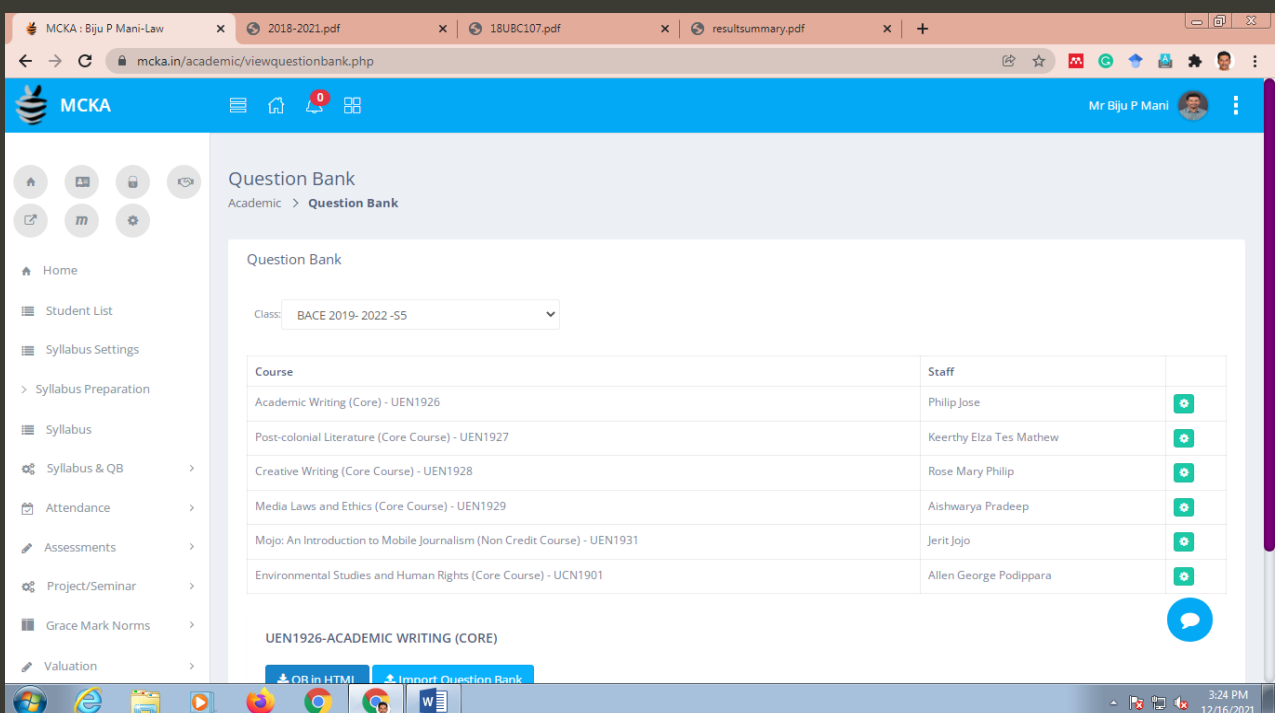 MCKA : Biju P Mani-Law
2018-2021.pdf
18UBC107.pdf
resultsummary.pdf
mcka.in/academic/viewquestionbank.php
MCKA
0
Mr Biju P Mani
m
Home
Student List
Syllabus Settings
Syllabus Preparation
Syllabus
Syllabus & QB
Attendance
Assessments
Project/Seminar
Grace Mark Norms
Valuation
Question Bank
Academic > Question Bank
Question Bank
Class: BACE 2019- 2022 -S5
Course Staff
Academic Writing (Core) - UEN1926 Philip Jose
Post-colonial Literature (Core Course) - UEN1927 Keerthy Elza Tes Mathew
Creative Writing (Core Course) - UEN1928 Rose Mary Philip
Media Laws and Ethics (Core Course) - UEN1929 Aishwarya Pradeep
Mojo: An Introduction to Mobile Journalism (Non Credit Course) - UEN1931 Jerit Jojo
Environmental Studies and Human Rights (Core Course) - UCN1901 Allen George Podippara
UEN1926-ACADEMIC WRITING (CORE)
QB in HTML Import Question Bank
3:24 PM
12/16/2021